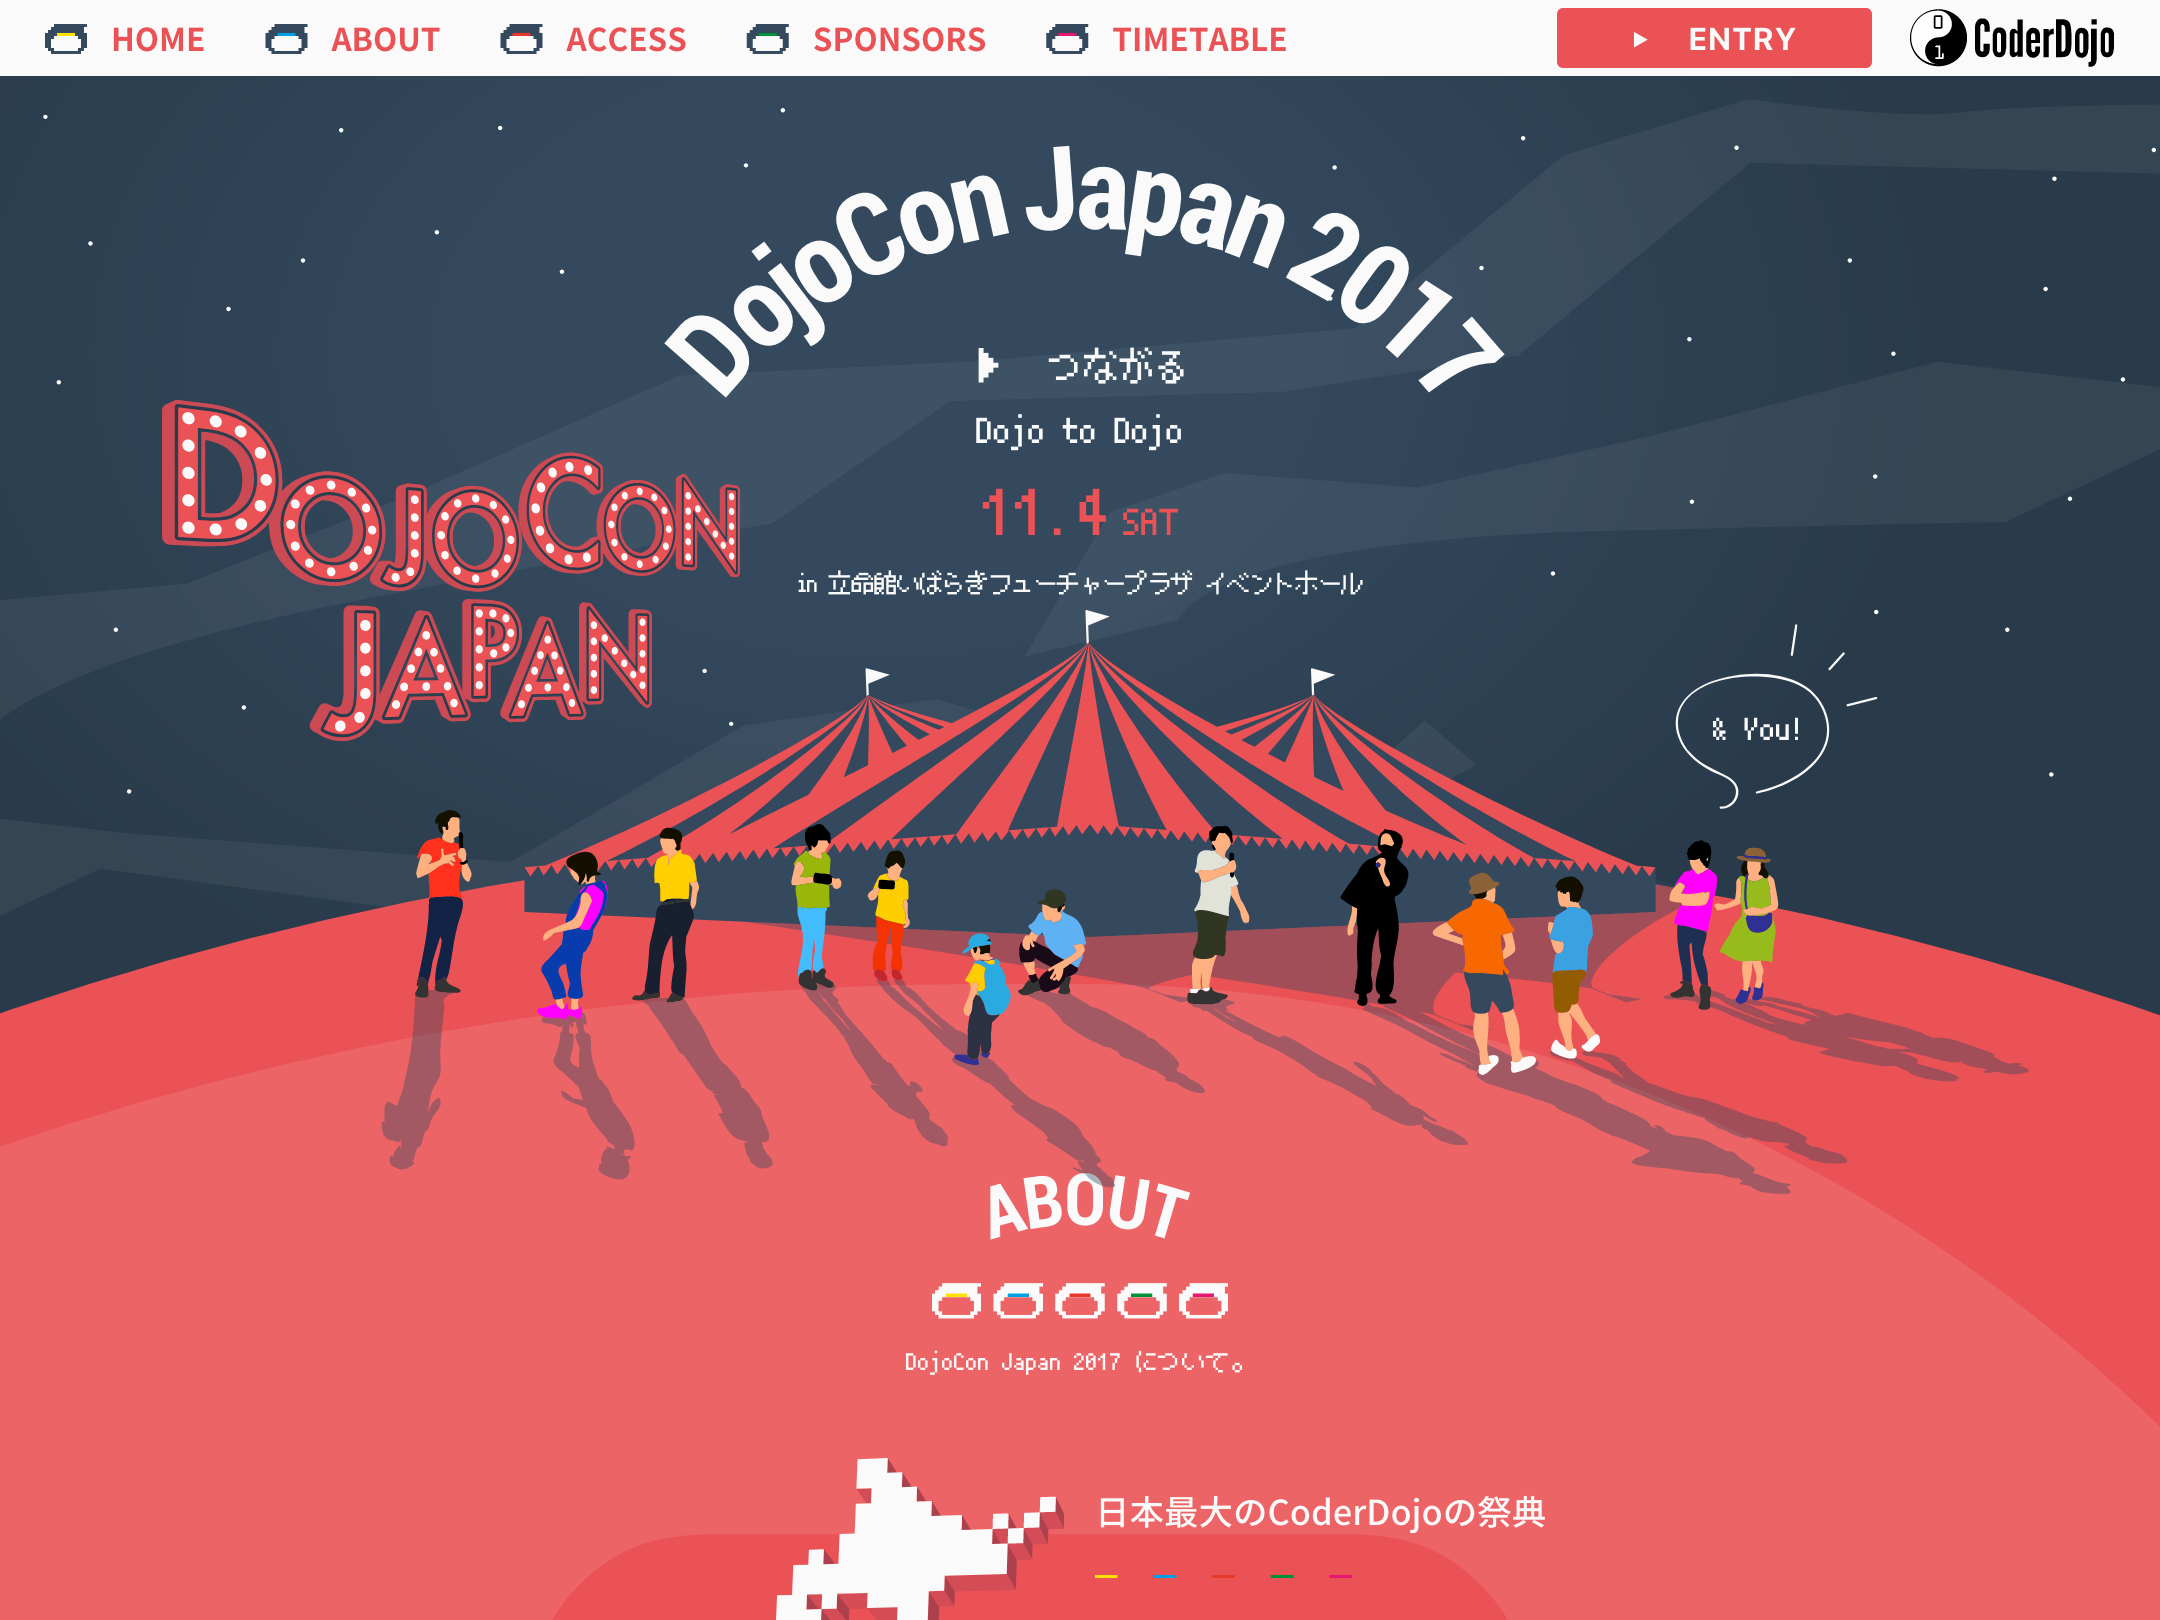 HOME ABOUT ACCESS SPONSORS TIMETABLE ENTRY CoderDojo
DojoCon Japan 2017
つながる
Dojo to Dojo
11.4 SAT
in 立命館いばらぎフューチャープラザ イベントホール
DOJOCON
JAPAN
& You!
ABOUT
DojoCon Japan 2017 について。
日本最大のCoderDojoの祭典